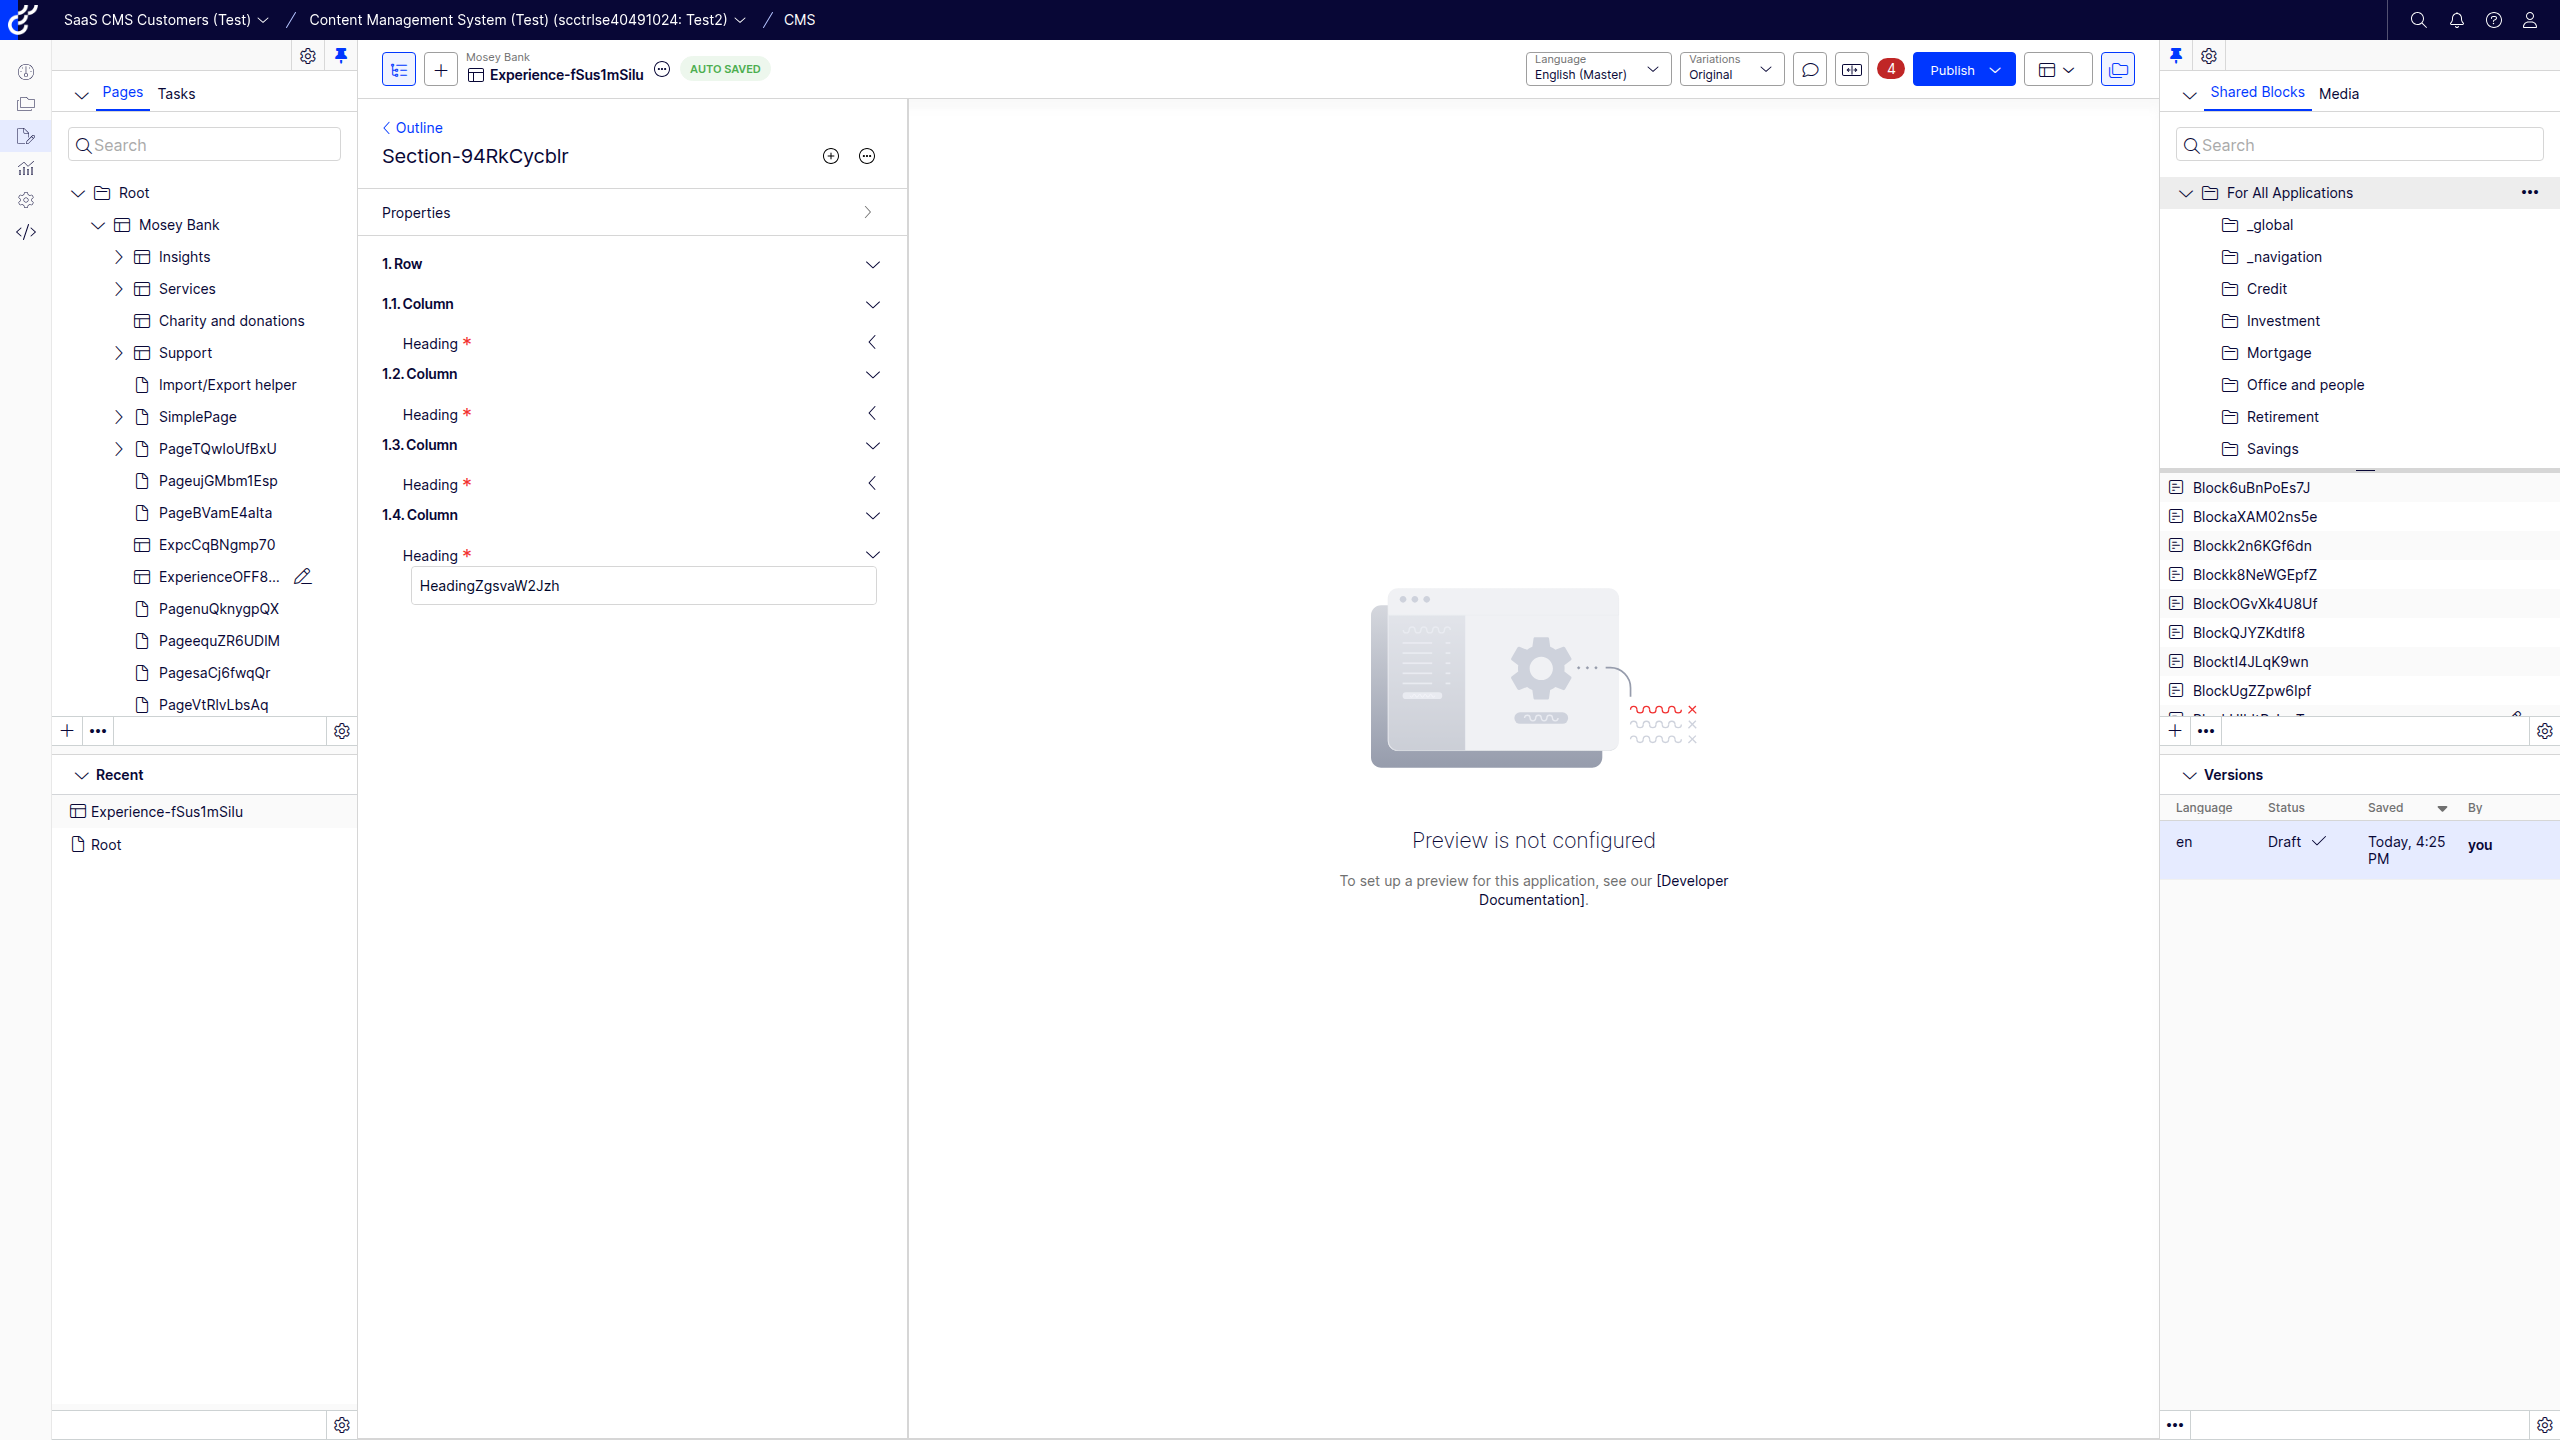 SaaS CMS Customers (Test)
Content Management System (Test) (scctrlse40491024: Test2)
CMS
Pages
Tasks
Search
Root
Mosey Bank
Insights
Services
Charity and donations
Support
Import/Export helper
SimplePage
PageTQwIoUfBxU
PageujGMbm1Esp
PageBVamE4aIta
ExpcCqBNgmp70
ExperienceOFF8...
PagenuQknygpQX
PageequZR6UDIM
PagesaCj6fwqQr
PageVtRlvLbsAq
Recent
Experience-fSus1mSilu
Root
Mosey Bank
Experience-fSus1mSilu
AUTO SAVED
Language
English (Master)
Variations
Original
4
Publish
Outline
Section-94RkCycblr
Properties
1. Row
1.1. Column
Heading *
1.2. Column
Heading *
1.3. Column
Heading *
1.4. Column
Heading *
HeadingZgsvaW2Jzh
Preview is not configured
To set up a preview for this application, see our [Developer
Documentation].
Shared Blocks
Media
Search
For All Applications
_global
_navigation
Credit
Investment
Mortgage
Office and people
Retirement
Savings
Block6uBnPoEs7J
BlockaXAM02ns5e
Blockk2n6KGf6dn
Blockk8NeWGEpfZ
BlockOGvXk4U8Uf
BlockQJYZKdtIf8
BlocktI4JLqK9wn
BlockUgZZpw6Ipf
Versions
Language
Status
Saved
By
en
Draft
Today, 4:25
PM
you